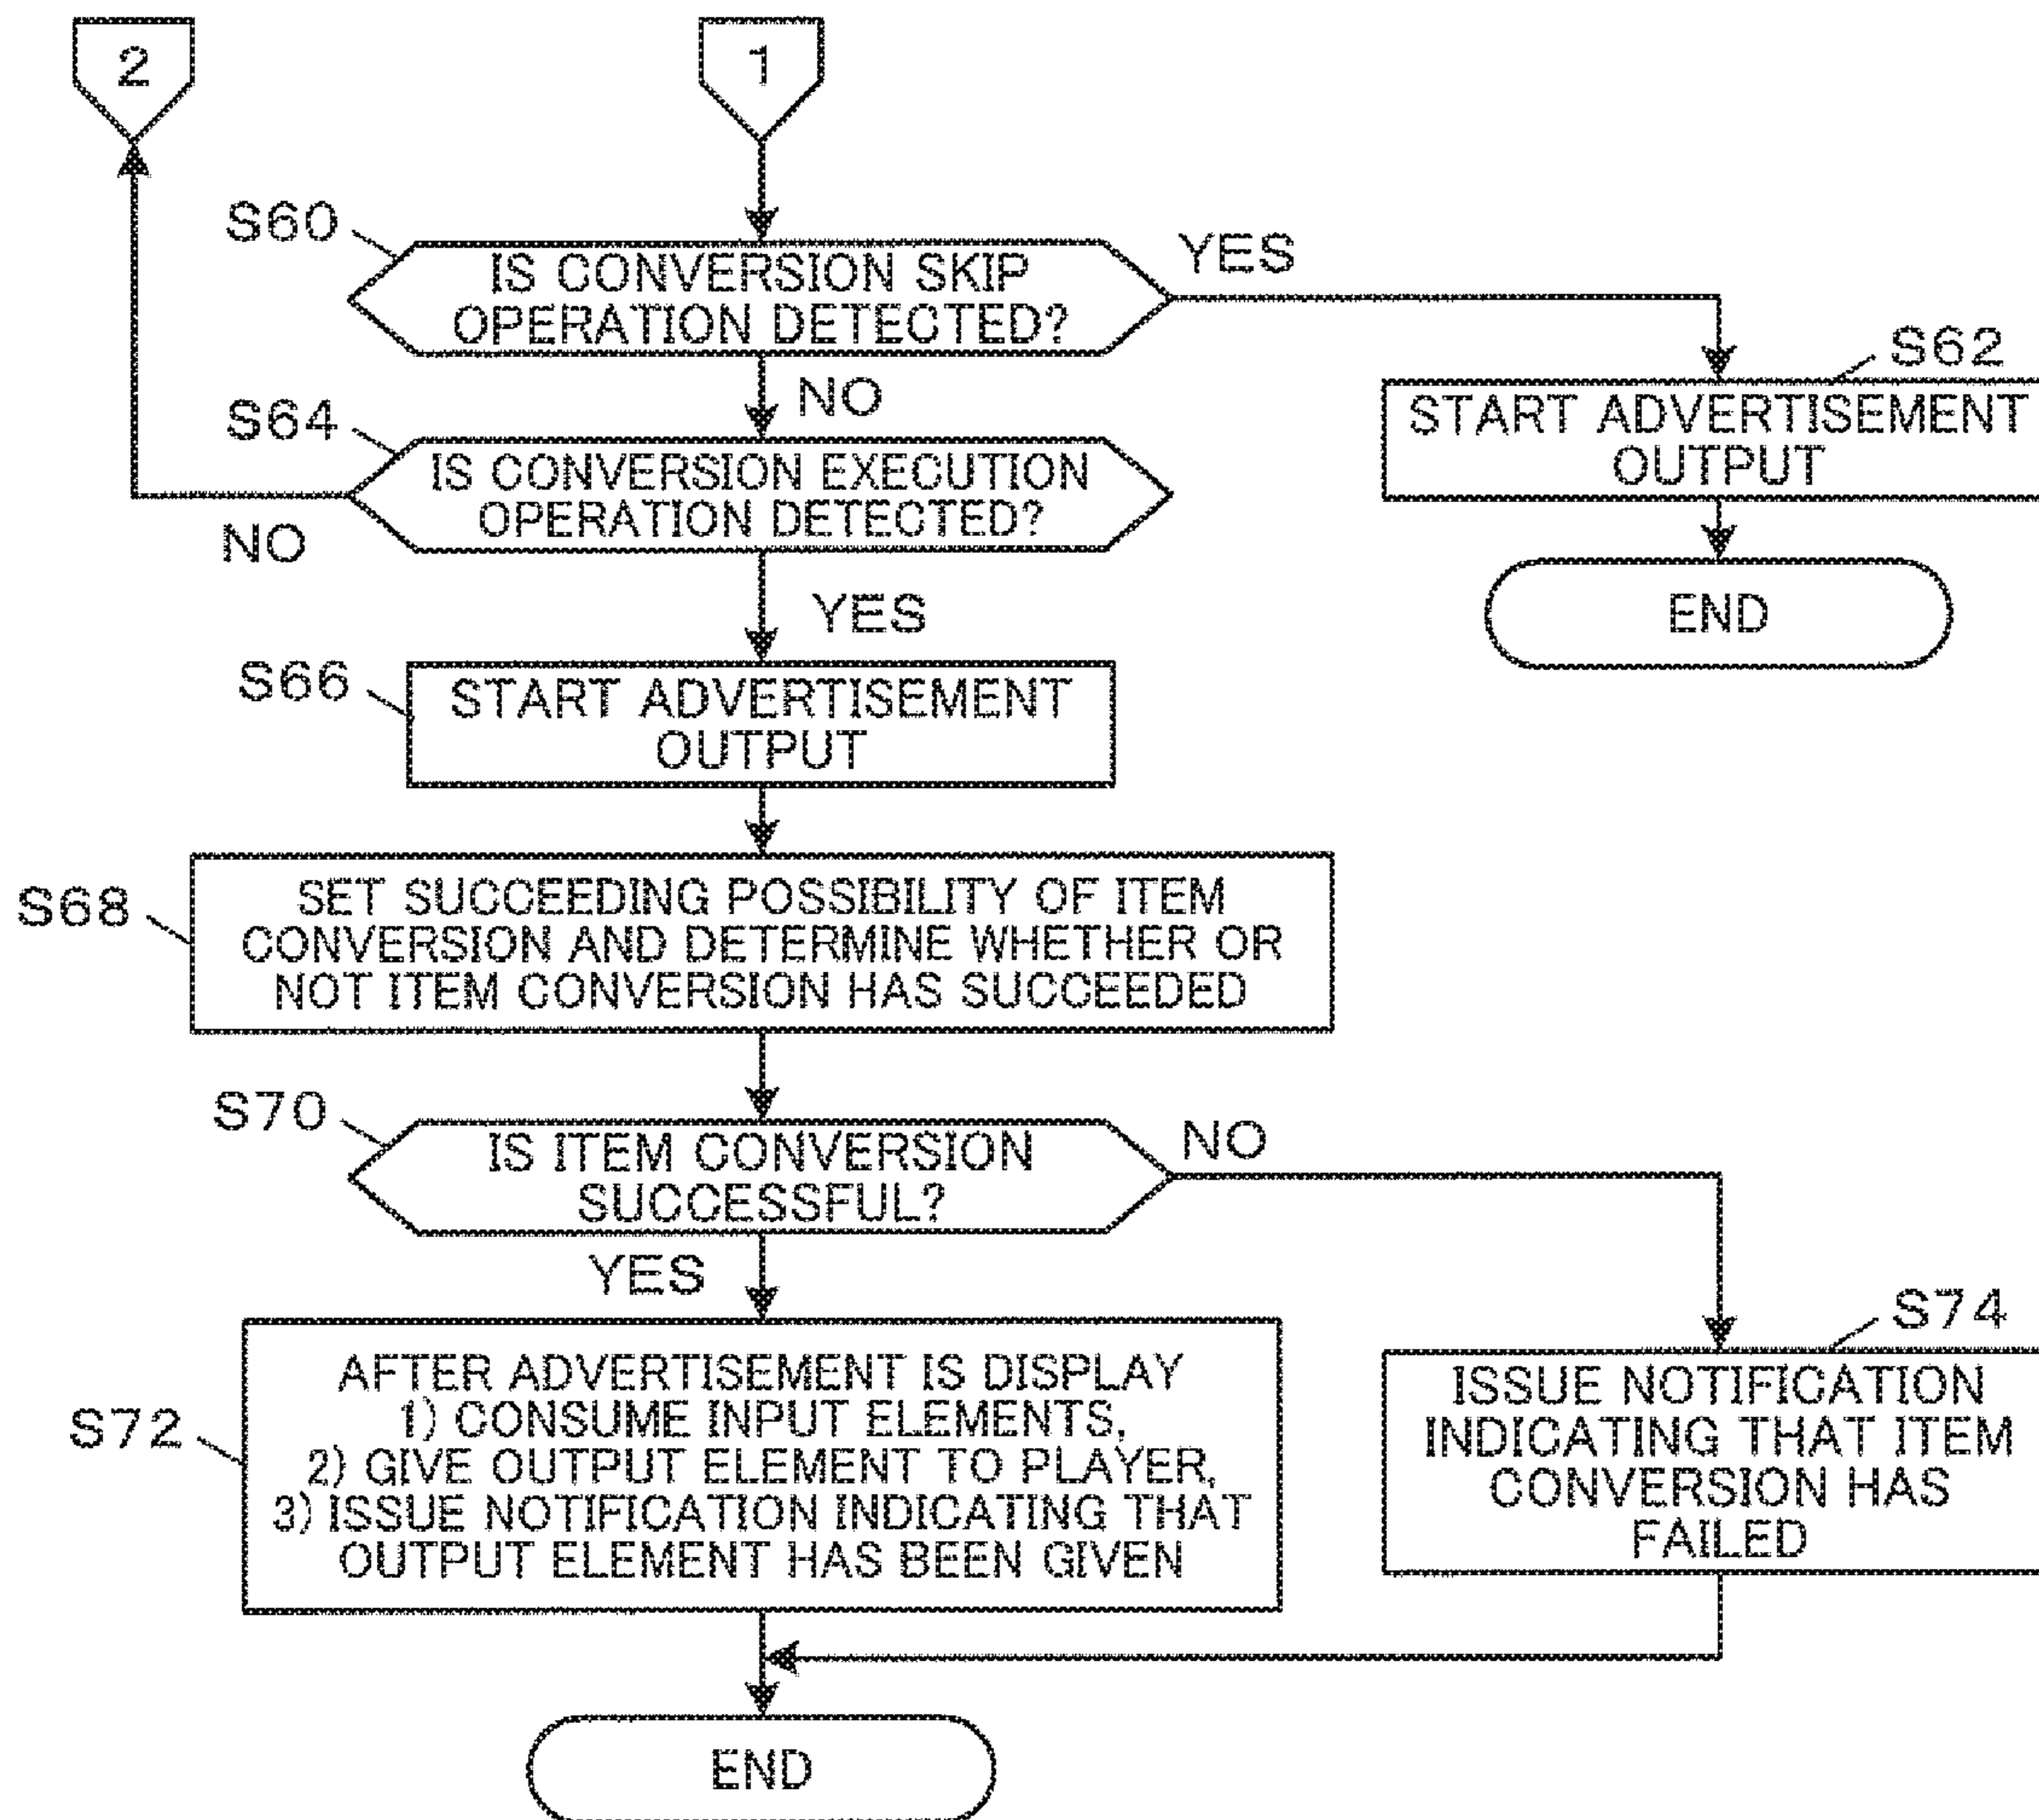 2
1
S60
IS CONVERSION SKIP
OPERATION DETECTED?
YES
NO
S62
START ADVERTISEMENT
OUTPUT
END
S64
IS CONVERSION EXECUTION
OPERATION DETECTED?
NO
YES
S66
START ADVERTISEMENT
OUTPUT
S68
SET SUCCEEDING POSSIBILITY OF ITEM
CONVERSION AND DETERMINE WHETHER OR
NOT ITEM CONVERSION HAS SUCCEEDED
S70
IS ITEM CONVERSION
SUCCESSFUL?
NO
YES
S72
AFTER ADVERTISEMENT IS DISPLAY
1) CONSUME INPUT ELEMENTS,
2) GIVE OUTPUT ELEMENT TO PLAYER,
3) ISSUE NOTIFICATION INDICATING THAT
OUTPUT ELEMENT HAS BEEN GIVEN
S74
ISSUE NOTIFICATION
INDICATING THAT ITEM
CONVERSION HAS
FAILED
END